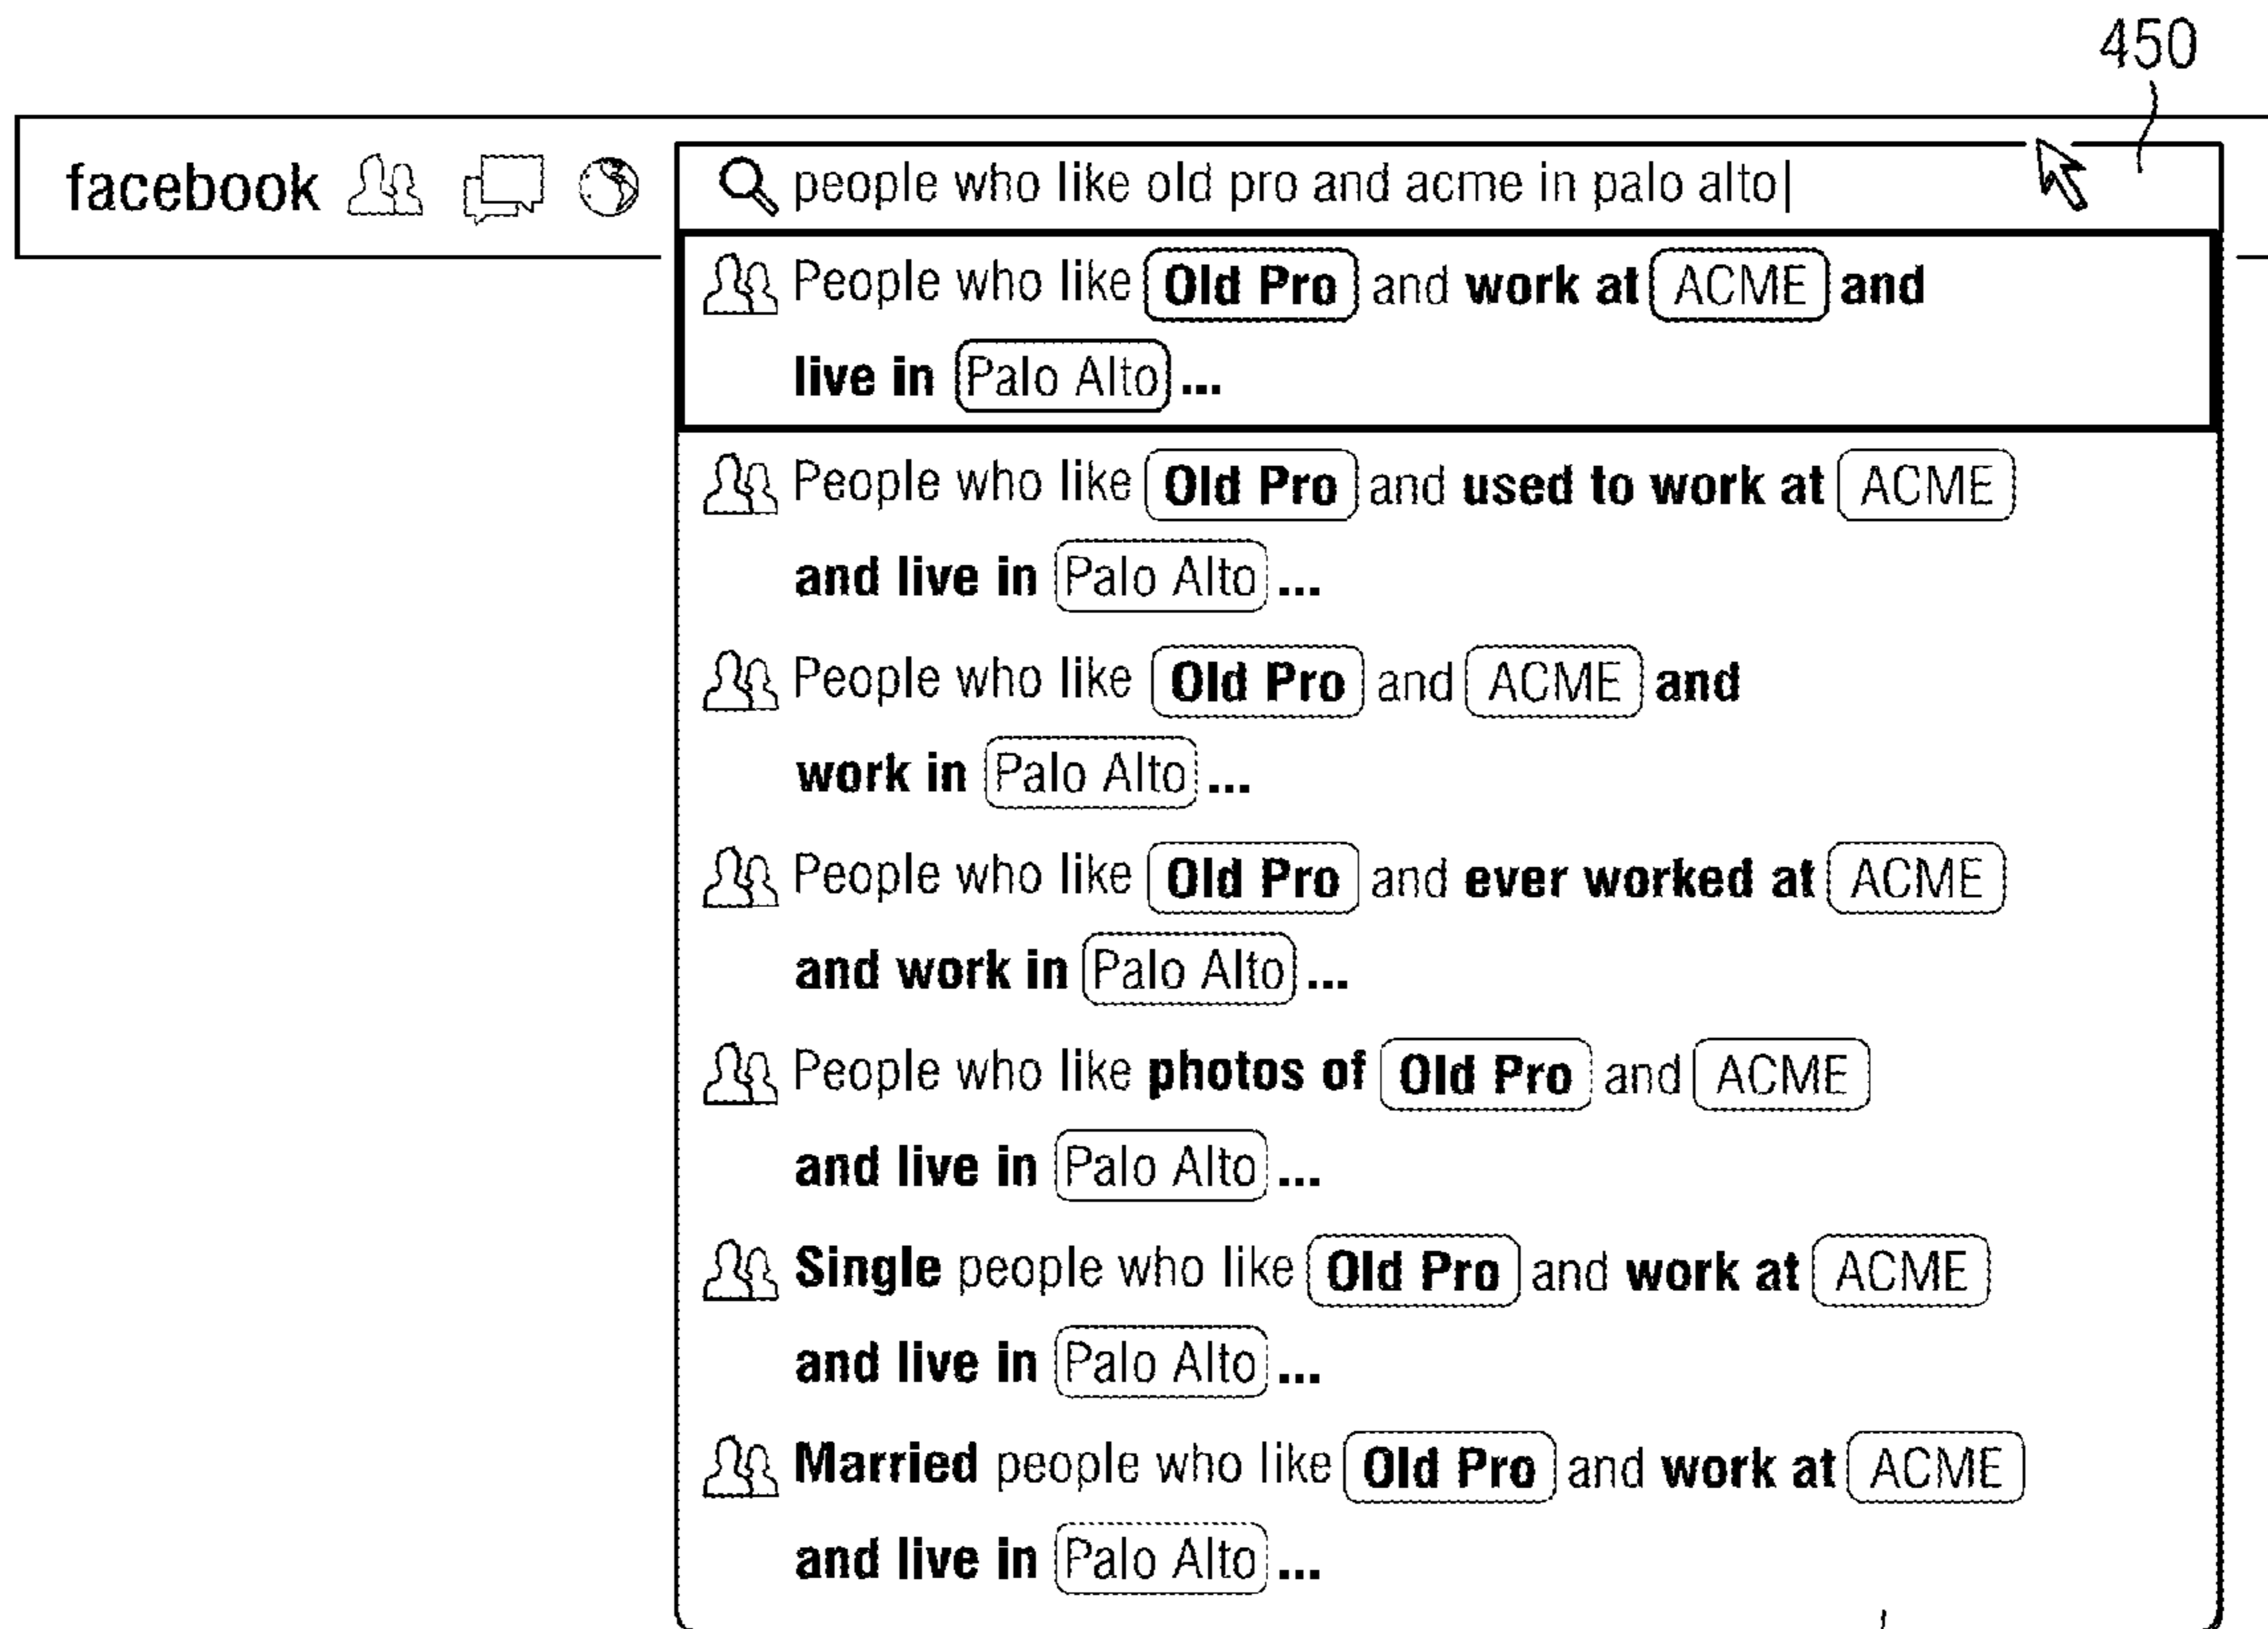 450
facebook people who like old pro and acme in palo alto
People who like Old Pro and work at ACME and
live in Palo Alto ...
People who like Old Pro and used to work at ACME
and live in Palo Alto ...
People who like Old Pro and ACME and
work in Palo Alto ...
People who like Old Pro and ever worked at ACME
and work in Palo Alto ...
People who like photos of Old Pro and ACME
and live in Palo Alto ...
Single people who like Old Pro and work at ACME
and live in Palo Alto ...
Married people who like Old Pro and work at ACME
and live in Palo Alto ...